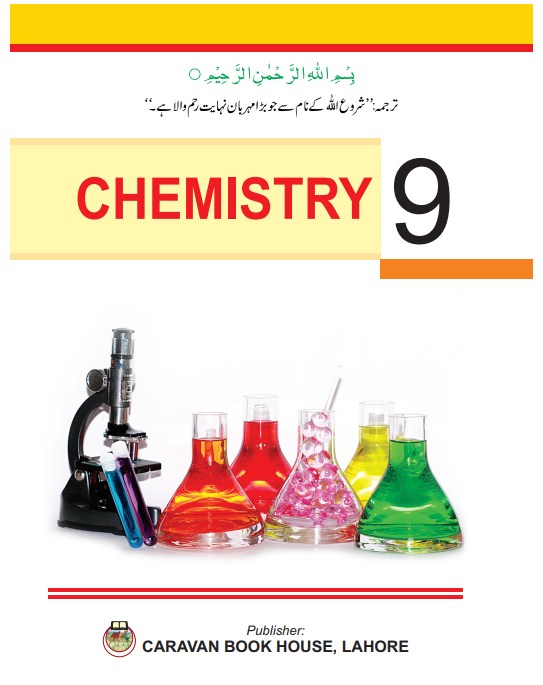 بِسْمِ اللّٰهِ الرَّحْمٰنِ الرَّحِيْمِ ○
ترجمہ: ’’شروع اللہ کے نام سے جو بڑا مہربان نہایت رحم والا ہے۔‘‘
CHEMISTRY 9
Publisher:
CARAVAN BOOK HOUSE, LAHORE